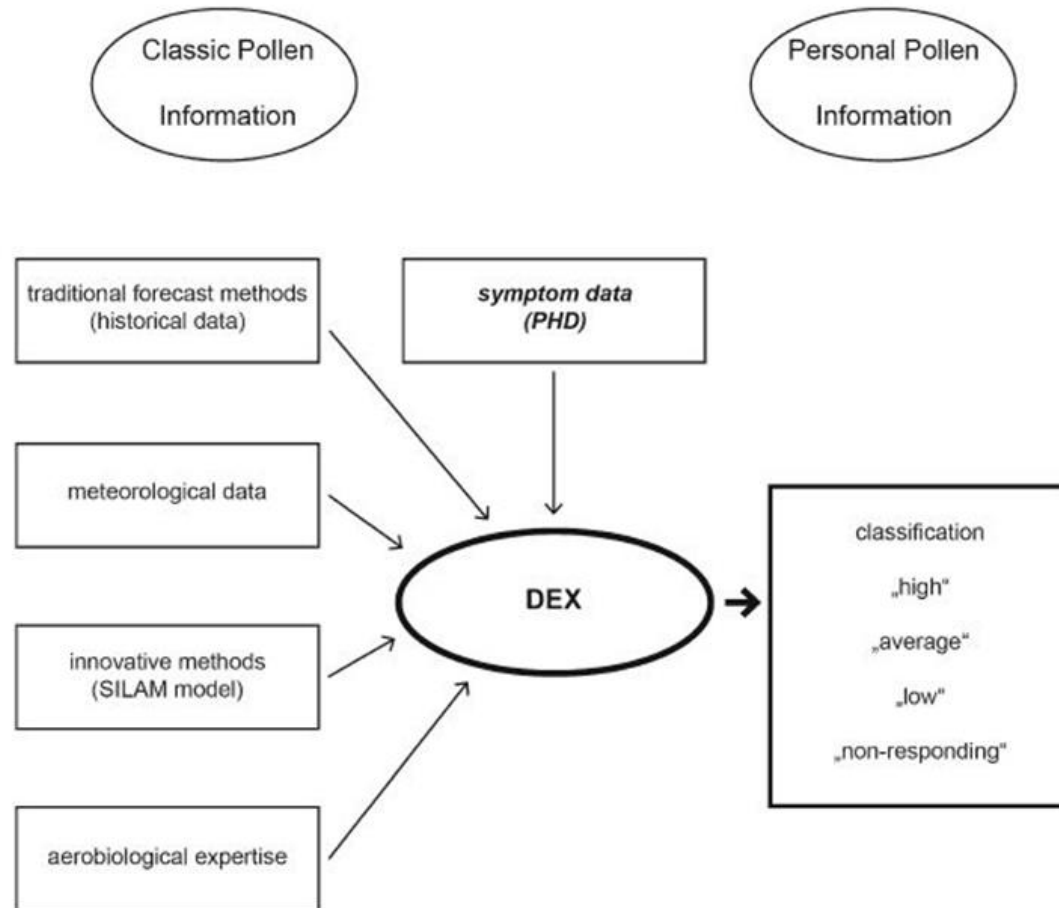 Classic Pollen
Information
Personal Pollen
Information
traditional forecast methods
(historical data)
symptom data
(PHD)
meteorological data
innovative methods
(SILAM model)
aerobiological expertise
DEX
classification
„high“
„average“
„low“
„non-responding“